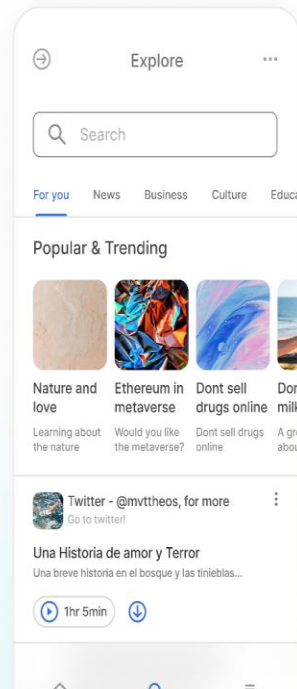 Explore
Search
For you News Business Culture Educa
Popular & Trending
Nature and love
Learning about the nature
Ethereum in metaverse
Would you like the metaverse?
Dont sell drugs online
Dont sell drugs online
Twitter - @mvttheos, for more
Go to twitter!
Una Historia de amor y Terror
Una breve historia en el bosque y las tinieblas...
1hr 5min